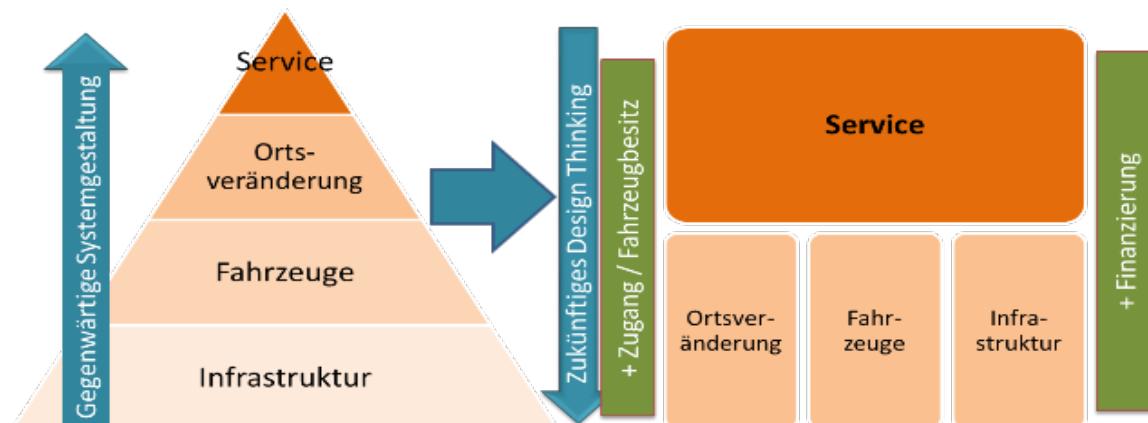 Gegenwärtige Systemgestaltung
Service
Orts-
veränderung
Fahrzeuge
Infrastruktur
Zukünftiges Design Thinking
+ Zugang / Fahrzeugbesitz
Service
Ortsver-
änderung
Fahr-
zeuge
Infra-
struktur
+ Finanzierung